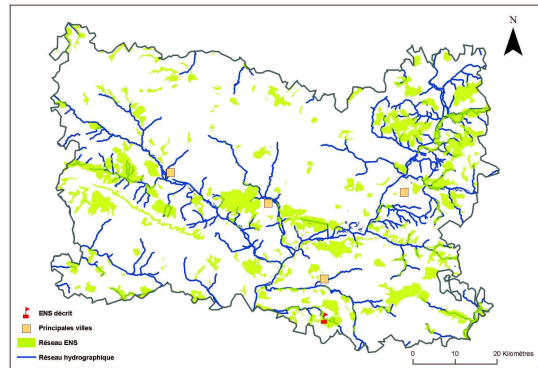 N
ENS décrit
Principales villes
Réseau ENS
Réseau hydrographique
0 10 20 Kilomètres